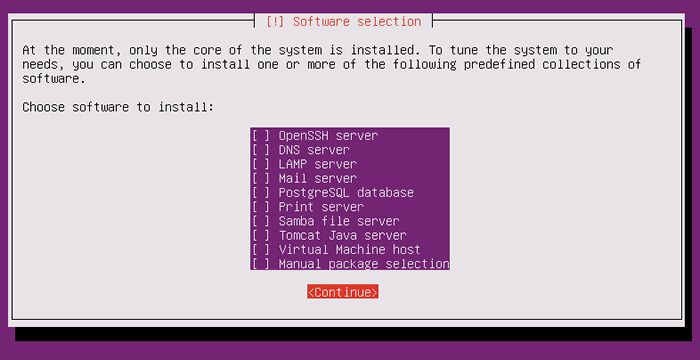 [!] Software selection
At the moment, only the core of the system is installed. To tune the system to your
needs, you can choose to install one or more of the following predefined collections of
software.
Choose software to install:
[ ] OpenSSH server
[ ] DNS server
[ ] LAMP server
[ ] Mail server
[ ] PostgreSQL database
[ ] Print server
[ ] Samba file server
[ ] Tomcat Java server
[ ] Virtual Machine host
[ ] Manual package selection
<Continue>